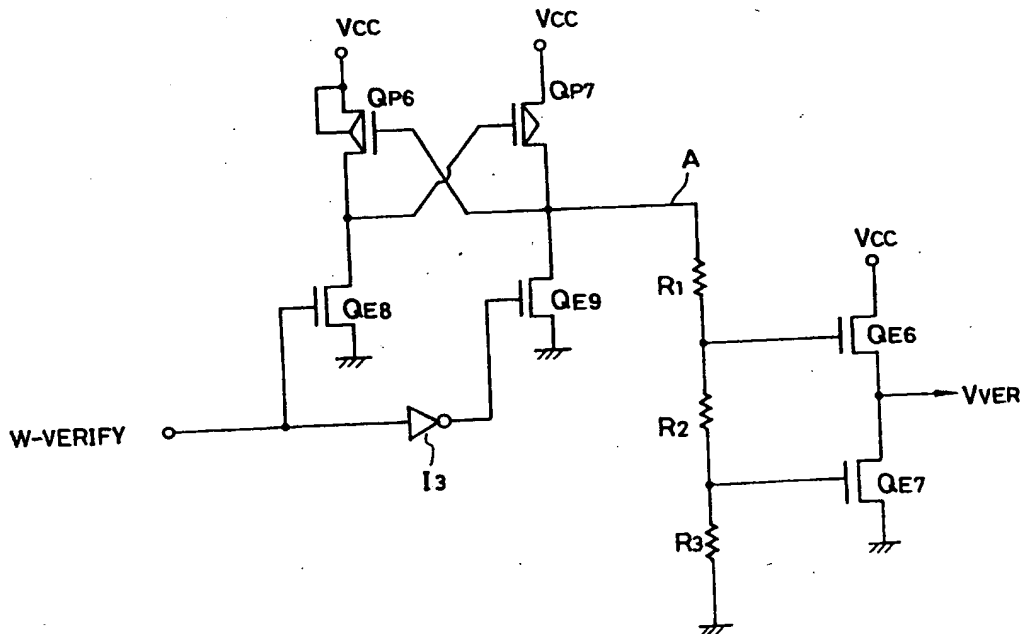 VCC
VCC
QP6
QP7
A
VCC
R1
QE8
QE9
QE6
VVER
R2
W-VERIFY
I3
QE7
R3